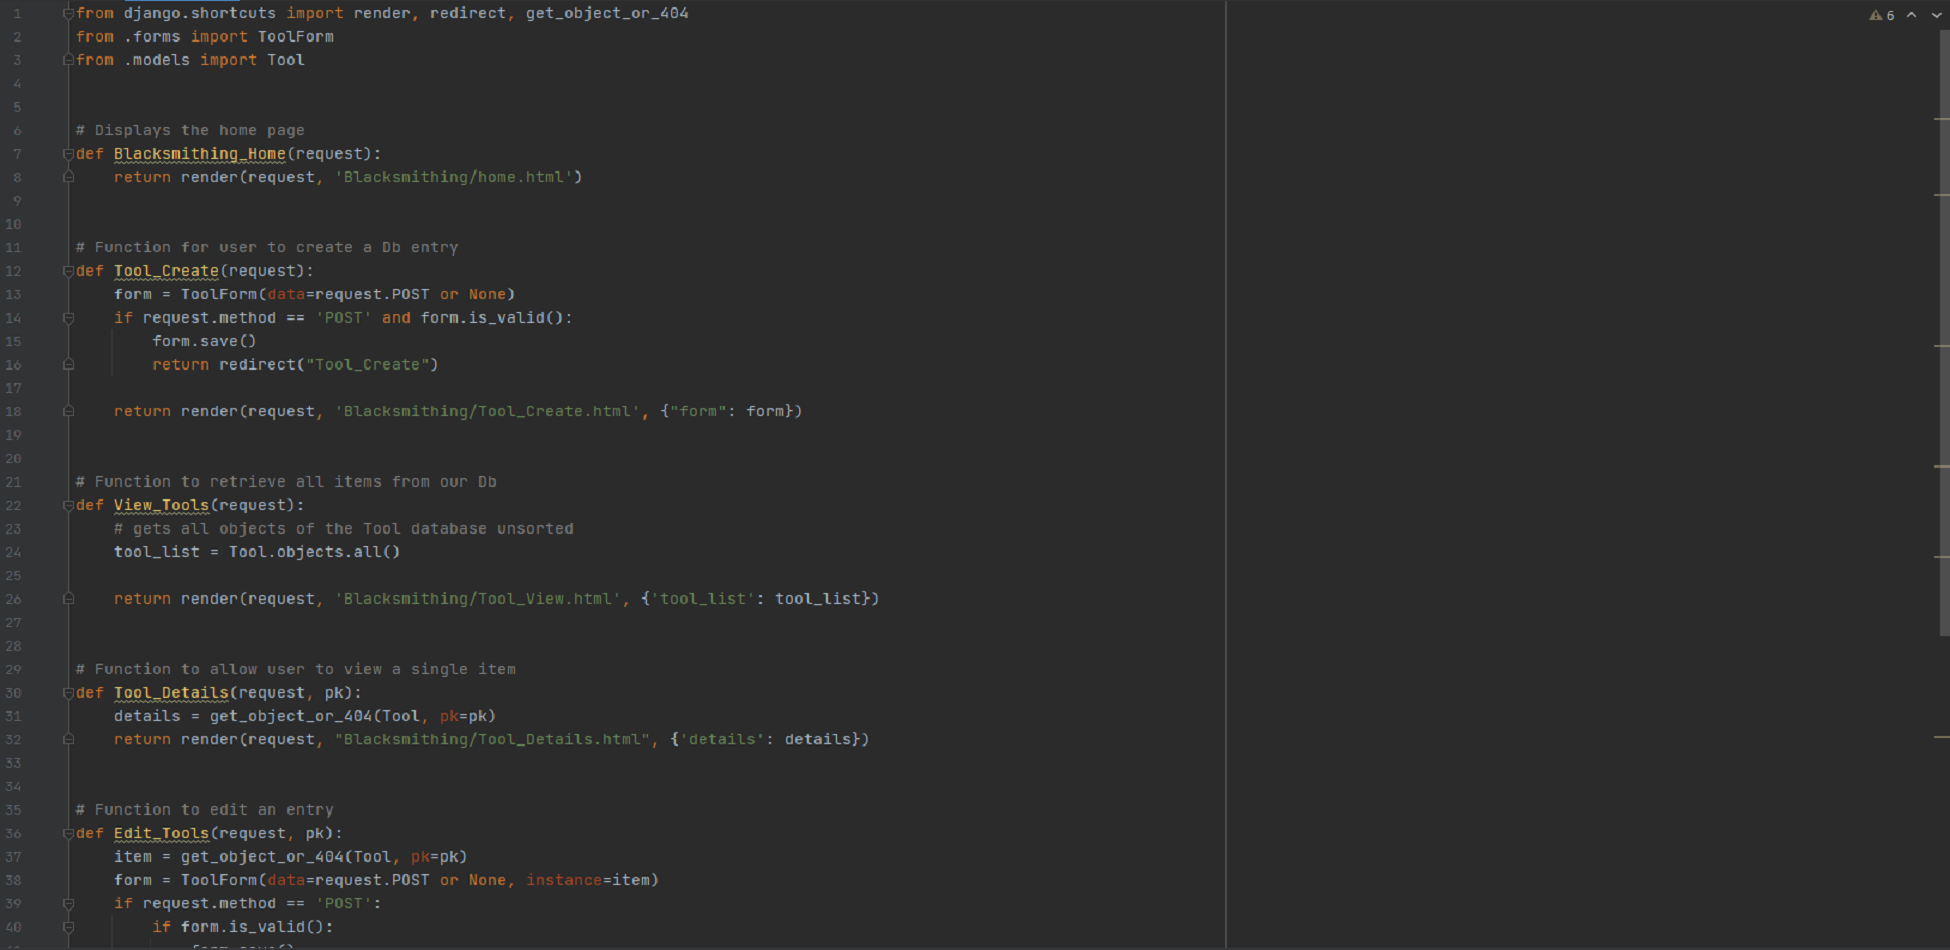 1 from django.shortcuts import render, redirect, get_object_or_404
2 from .forms import ToolForm
3 from .models import Tool
4
5
6 # Displays the home page
7 def Blacksmithing_Home(request):
8     return render(request, 'Blacksmithing/home.html')
9
10
11 # Function for user to create a Db entry
12 def Tool_Create(request):
13     form = ToolForm(data=request.POST or None)
14     if request.method == 'POST' and form.is_valid():
15         form.save()
16         return redirect("Tool_Create")
17
18     return render(request, 'Blacksmithing/Tool_Create.html', {"form": form})
19
20
21 # Function to retrieve all items from our Db
22 def View_Tools(request):
23     # gets all objects of the Tool database unsorted
24     tool_list = Tool.objects.all()
25
26     return render(request, 'Blacksmithing/Tool_View.html', {'tool_list': tool_list})
27
28
29 # Function to allow user to view a single item
30 def Tool_Details(request, pk):
31     details = get_object_or_404(Tool, pk=pk)
32     return render(request, "Blacksmithing/Tool_Details.html", {'details': details})
33
34
35 # Function to edit an entry
36 def Edit_Tools(request, pk):
37     item = get_object_or_404(Tool, pk=pk)
38     form = ToolForm(data=request.POST or None, instance=item)
39     if request.method == 'POST':
40         if form.is_valid():
6